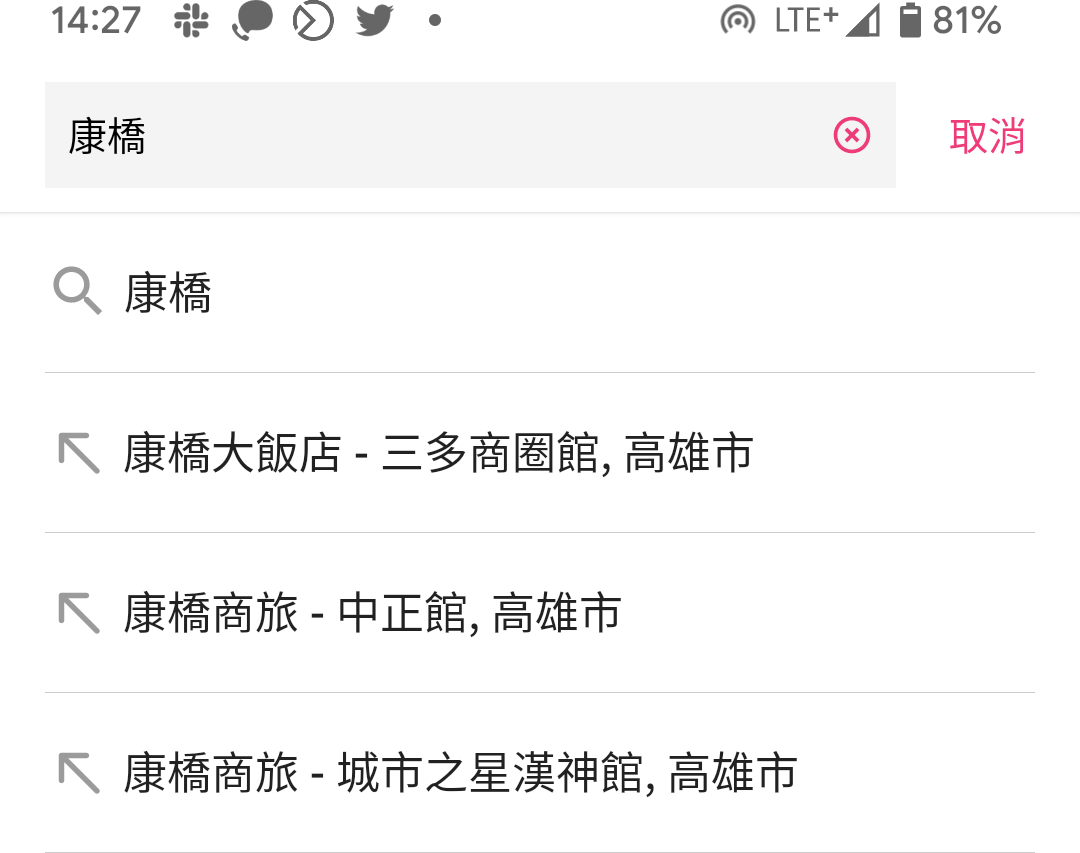 14:27 LTE+ 81%
康橋 取消
康橋
康橋大飯店 - 三多商圈館, 高雄市
康橋商旅 - 中正館, 高雄市
康橋商旅 - 城市之星漢神館, 高雄市